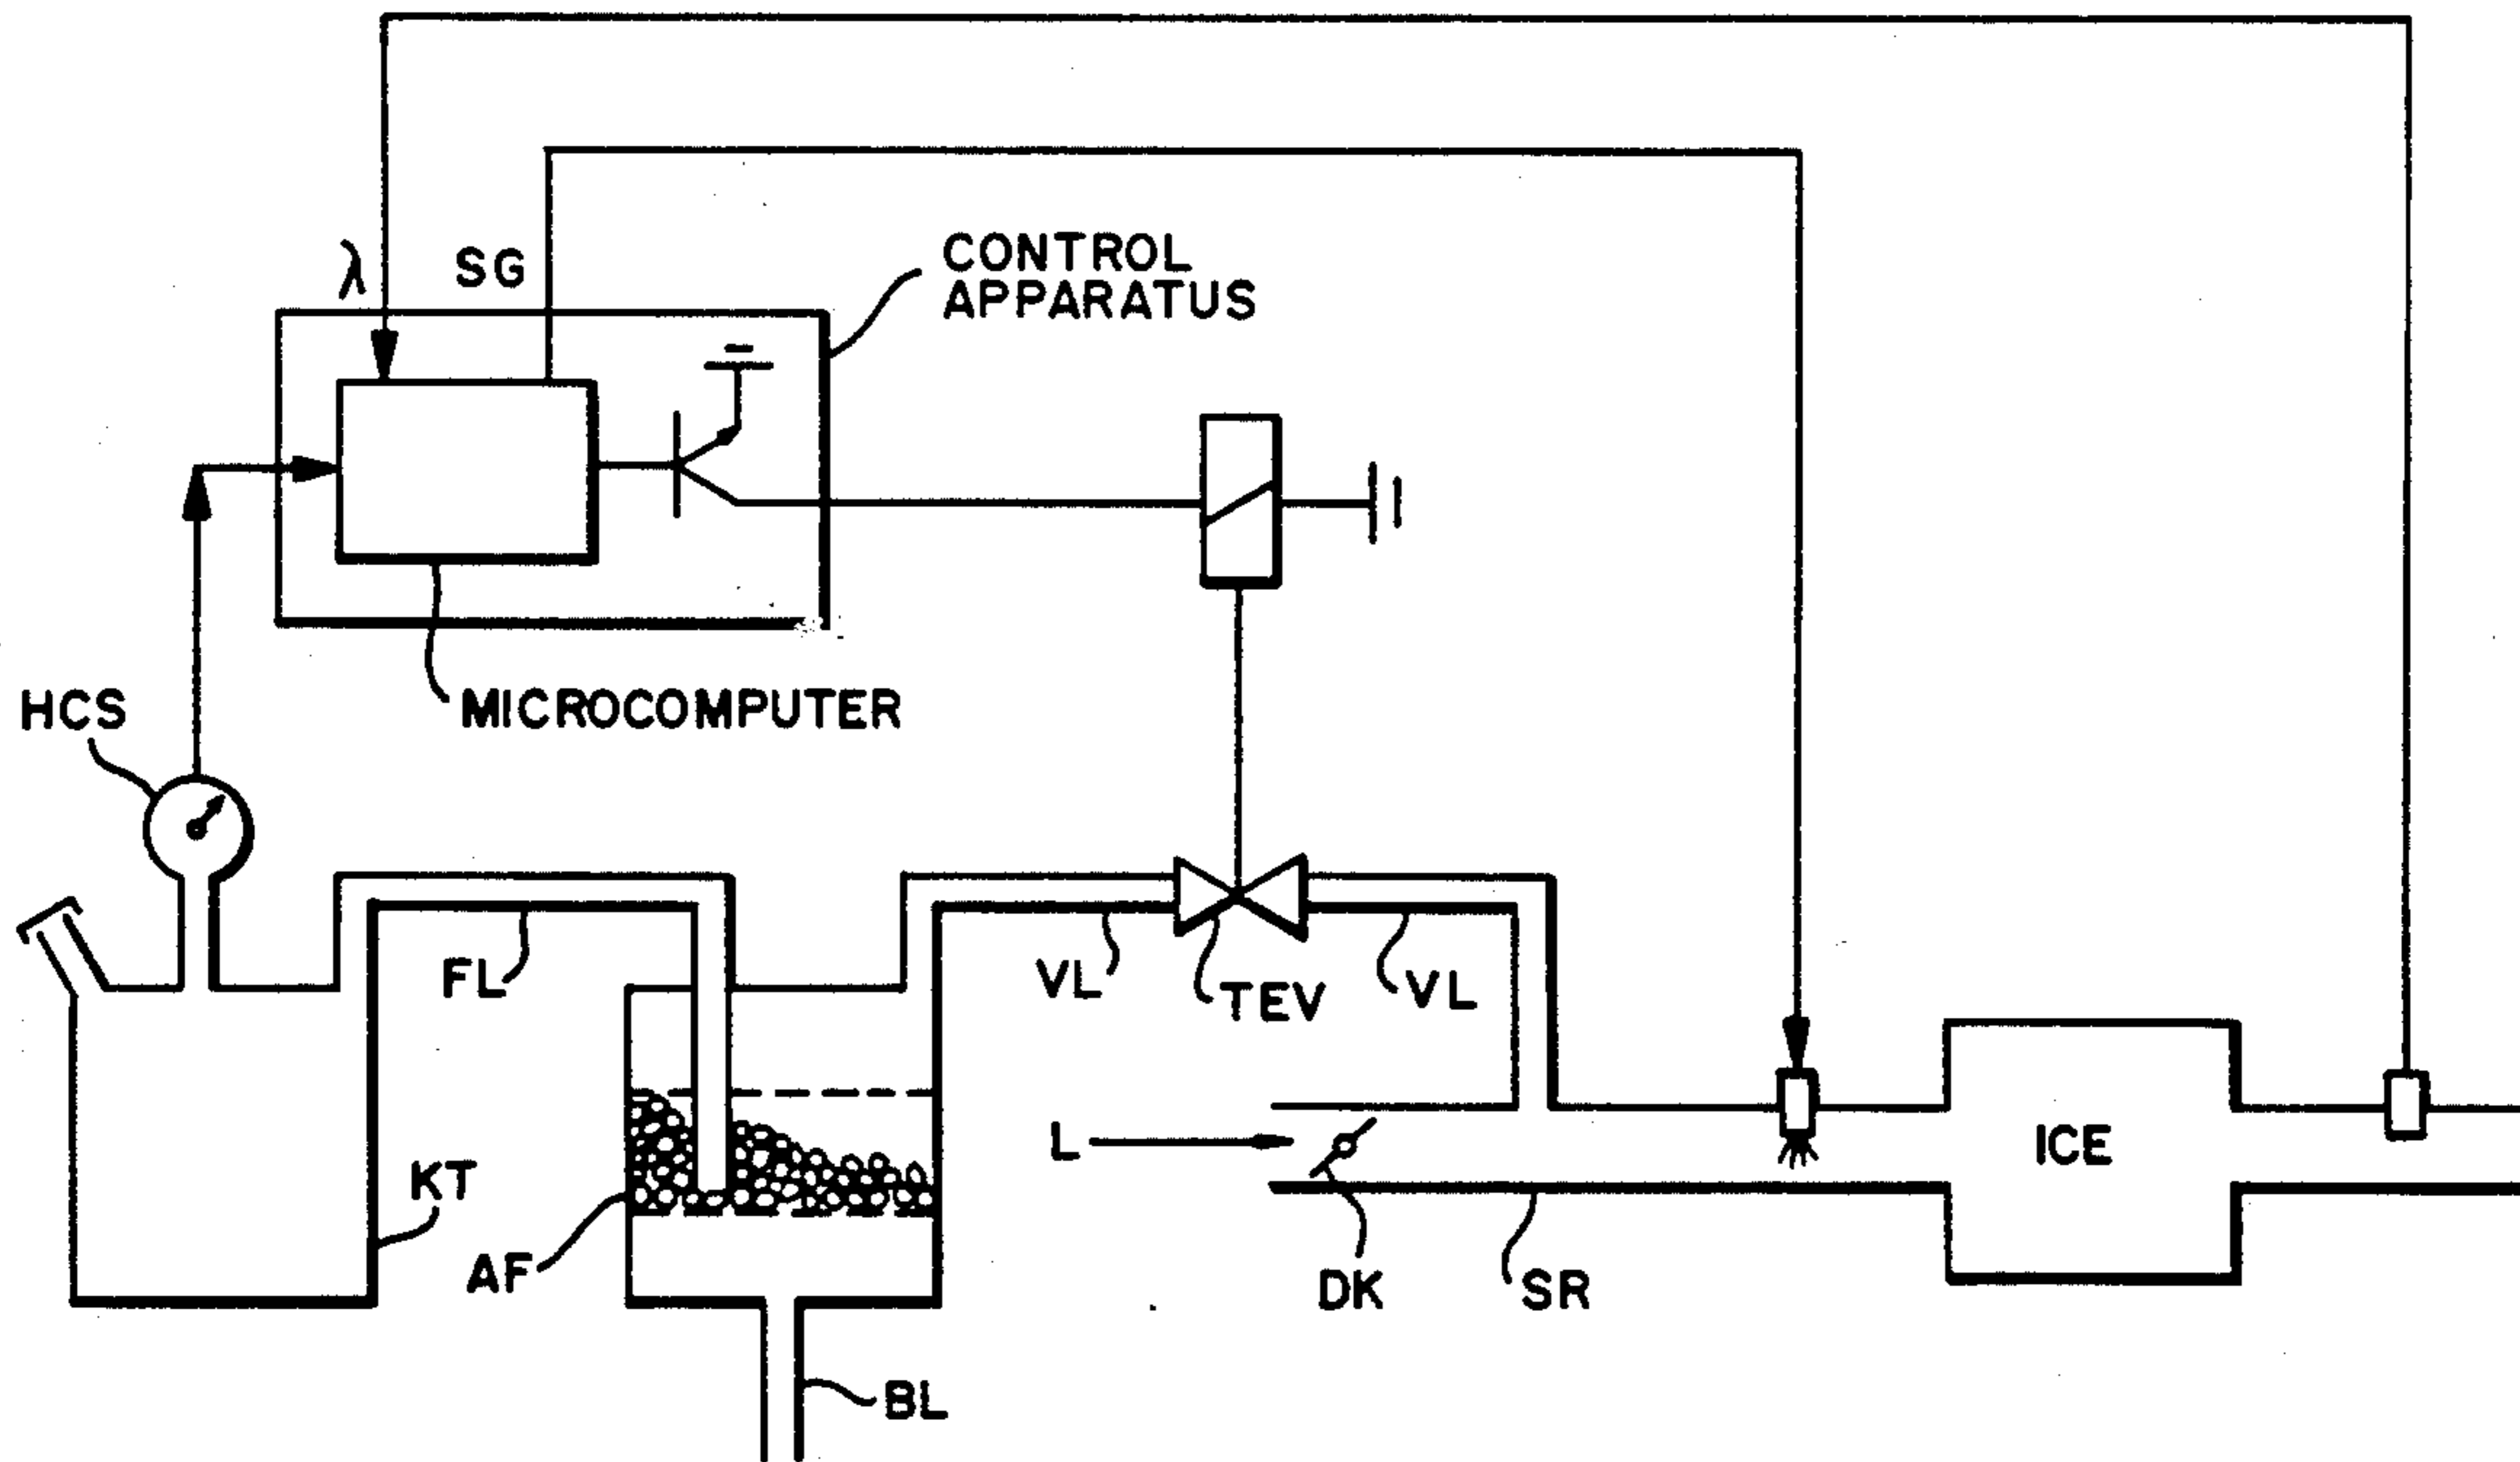 λ
SG
CONTROL
APPARATUS
MICROCOMPUTER
HCS
FL
VL
TEV
VL
L
ICE
KT
AF
DK
SR
BL